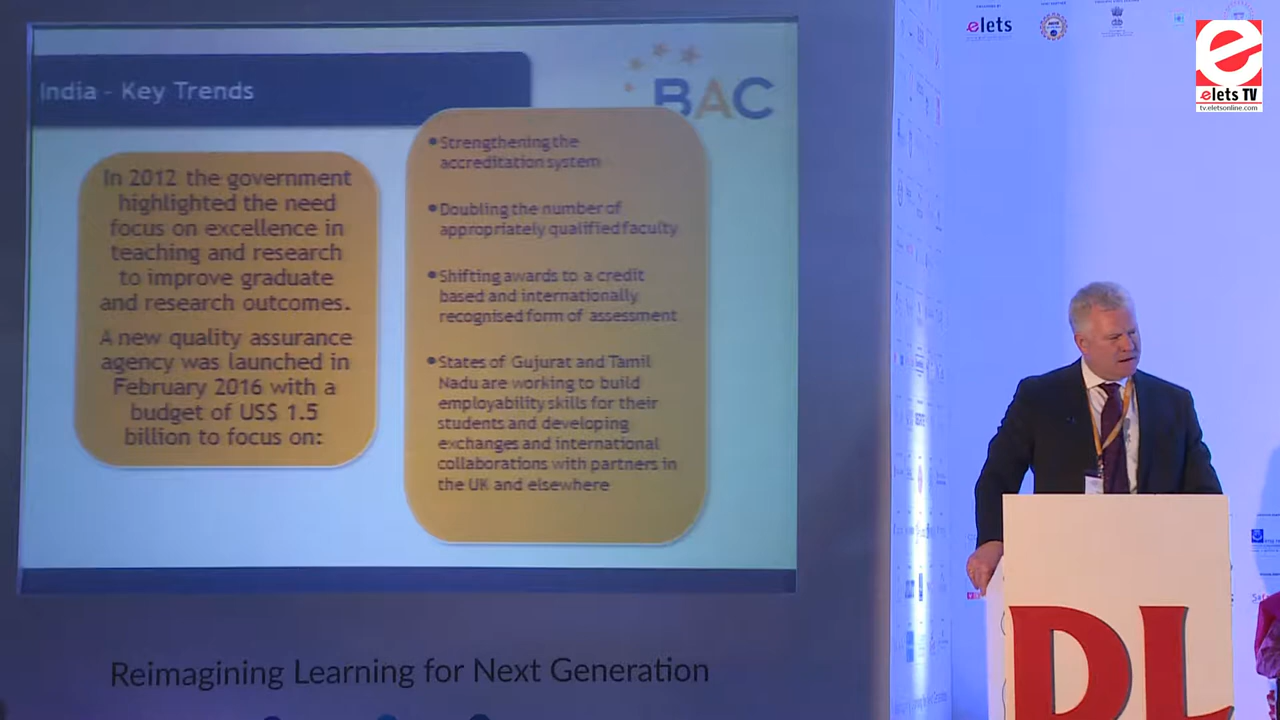 India - Key Trends
BAC
In 2012 the government
highlighted the need
focus on excellence in
teaching and research
to improve graduate
and research outcomes.
A new quality assurance
agency was launched in
February 2016 with a
budget of US$ 1.5
billion to focus on:
•Strengthening the
accreditation system
•Doubling the number of
appropriately qualified faculty
•Shifting awards to a credit
based and internationally
recognised form of assessment
•States of Gujurat and Tamil
Nadu are working to build
employability skills for their
students and developing
exchanges and international
collaborations with partners in
the UK and elsewhere
Reimagining Learning for Next Generation
elets
e
elets TV
tv.eletsonline.com
DL